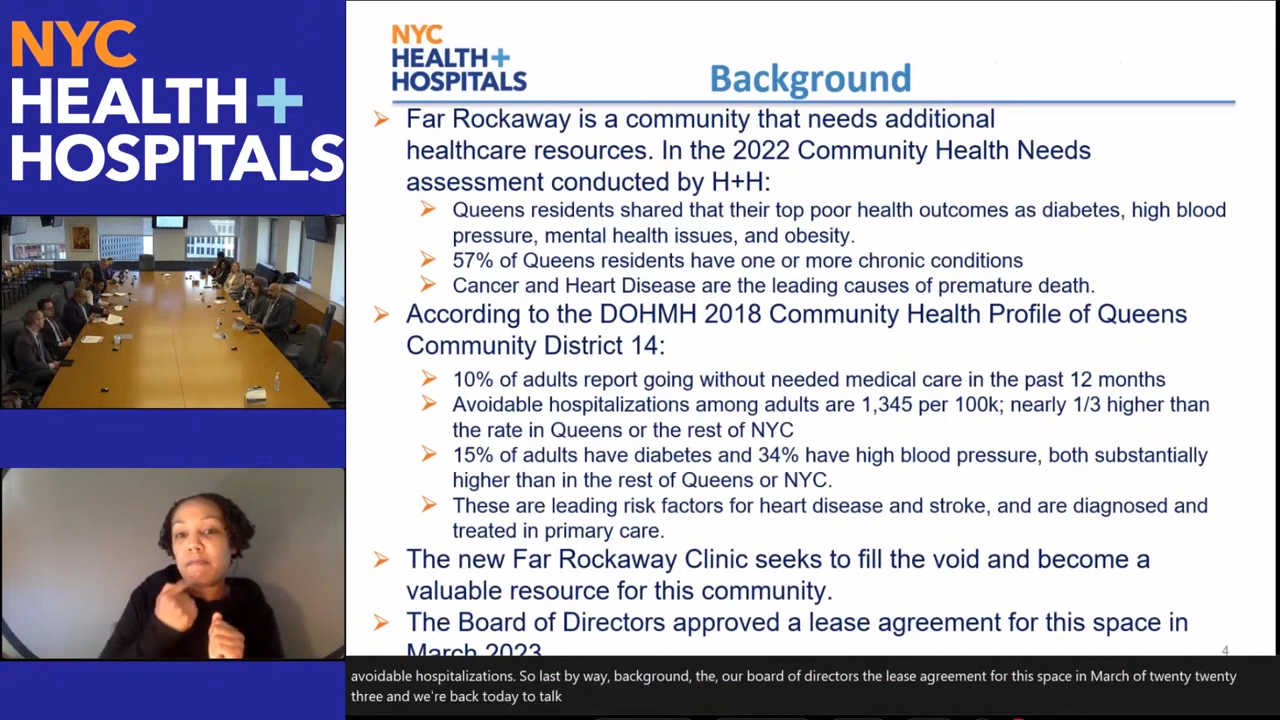 NYC
HEALTH+
HOSPITALS
NYC
HEALTH+
HOSPITALS
Background
Far Rockaway is a community that needs additional
healthcare resources. In the 2022 Community Health Needs
assessment conducted by H+H:
Queens residents shared that their top poor health outcomes as diabetes, high blood
pressure, mental health issues, and obesity.
57% of Queens residents have one or more chronic conditions
Cancer and Heart Disease are the leading causes of premature death.
According to the DOHMH 2018 Community Health Profile of Queens
Community District 14:
10% of adults report going without needed medical care in the past 12 months
Avoidable hospitalizations among adults are 1,345 per 100k; nearly 1/3 higher than
the rate in Queens or the rest of NYC
15% of adults have diabetes and 34% have high blood pressure, both substantially
higher than in the rest of Queens or NYC.
These are leading risk factors for heart disease and stroke, and are diagnosed and
treated in primary care.
The new Far Rockaway Clinic seeks to fill the void and become a
valuable resource for this community.
The Board of Directors approved a lease agreement for this space in
March 2023
4
avoidable hospitalizations. So last by way, background, the, our board of directors the lease agreement for this space in March of twenty twenty
three and we're back today to talk